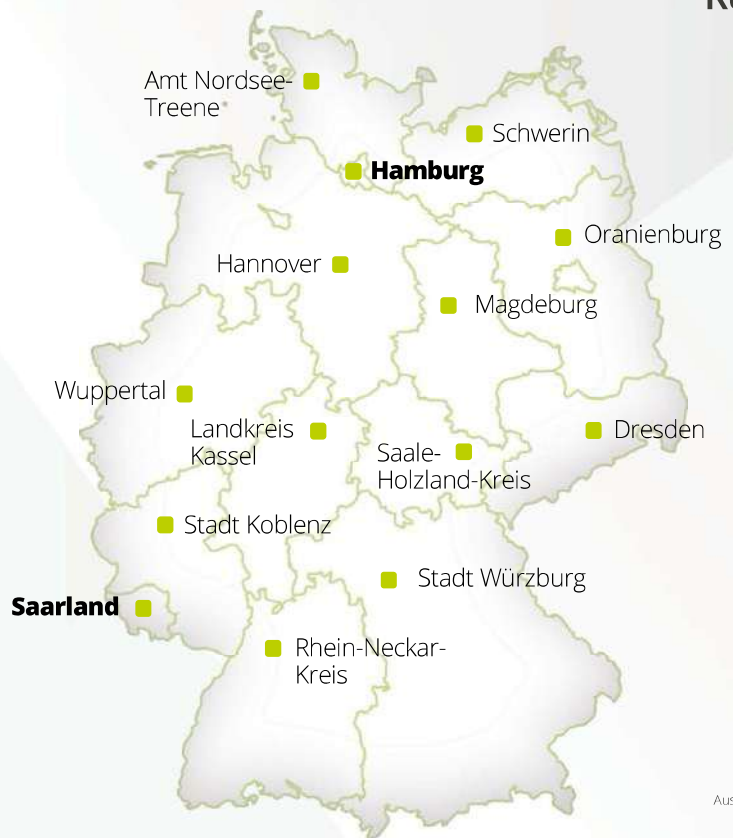 Amt Nordsee-
Treene
Schwerin
Hamburg
Oranienburg
Hannover
Magdeburg
Wuppertal
Landkreis
Kassel
Dresden
Saale-
Holzland-Kreis
Stadt Koblenz
Stadt Würzburg
Saarland
Rhein-Neckar-
Kreis
Aus